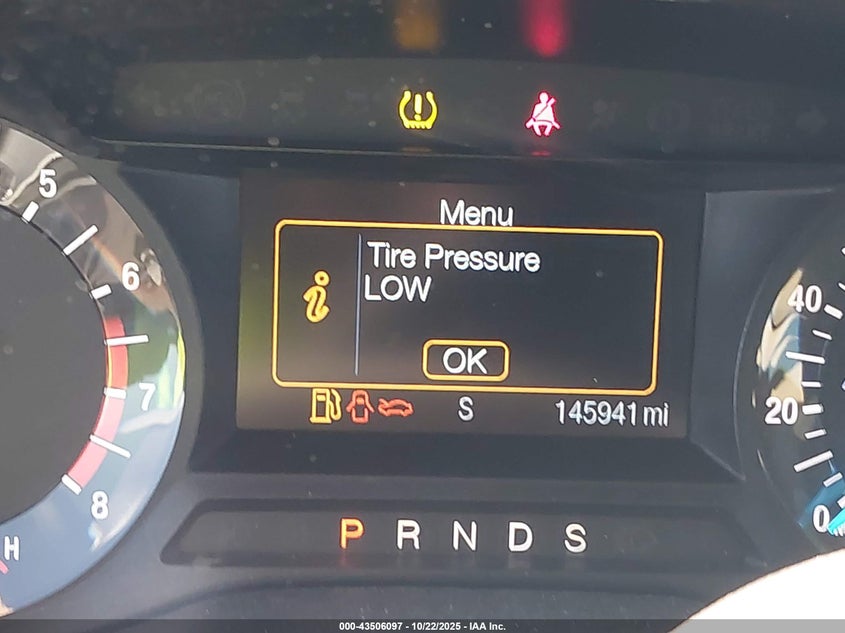 Menu
Tire Pressure
LOW
OK
S
145941 mi
5
6
7
8
H
40
20
0
P R N D S
000-43506097 - 10/22/2025 - IAA Inc.